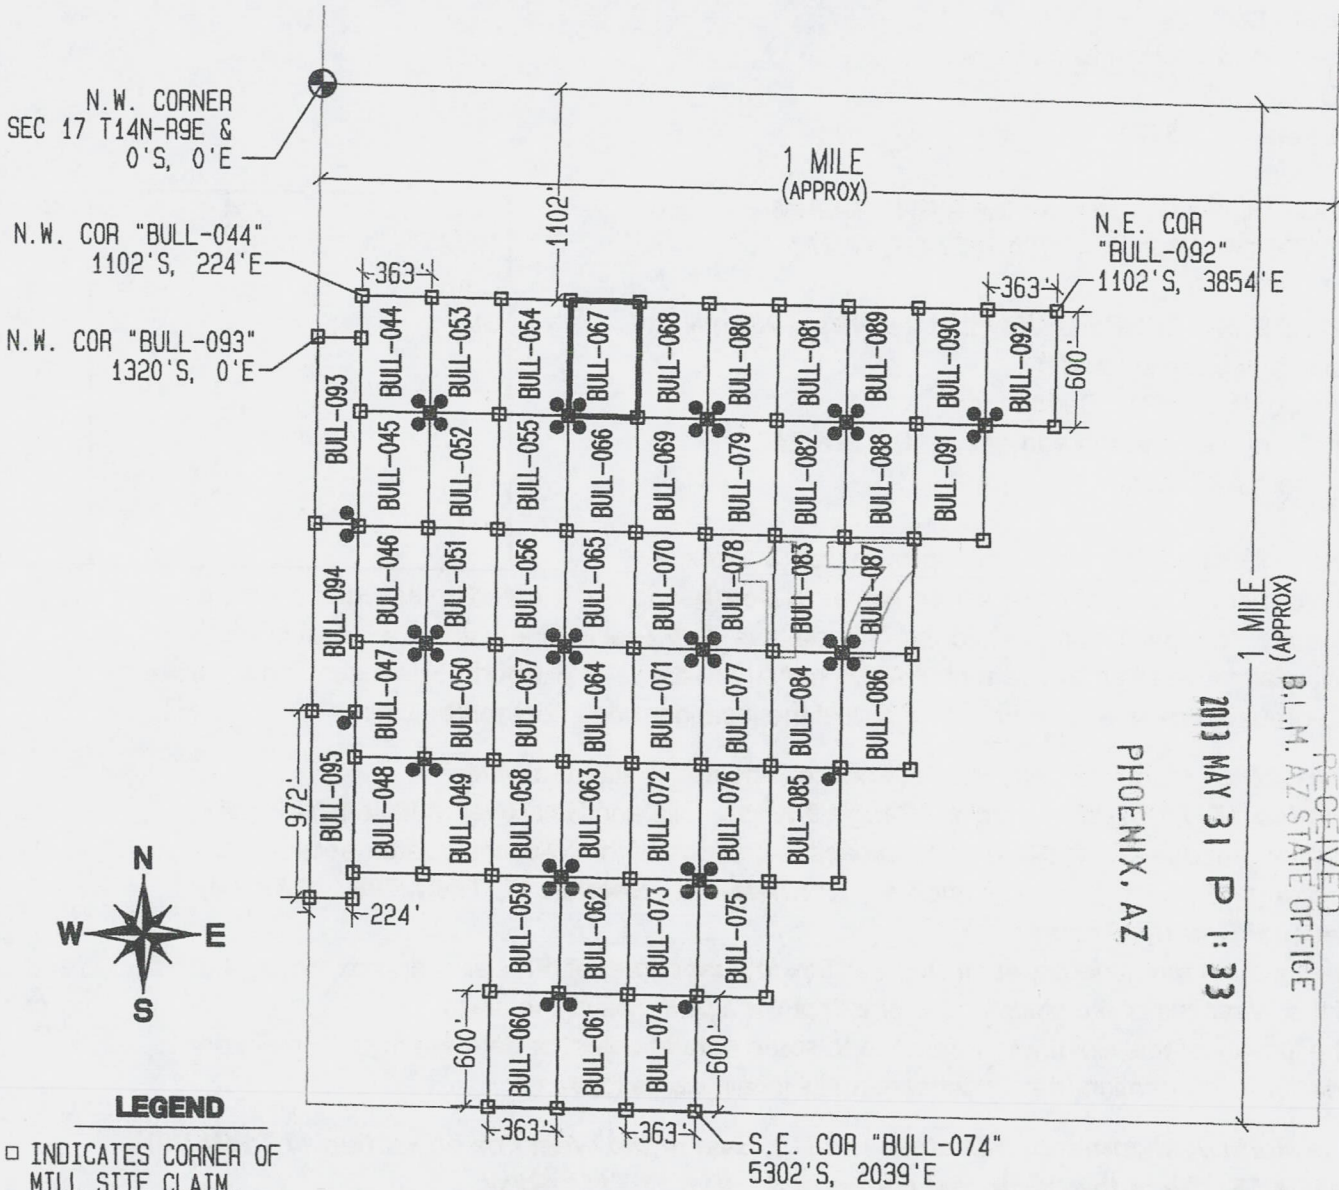 N.W. CORNER
SEC 17 T14N-R9E &
0'S, 0'E
1 MILE
(APPROX)
1102'
N.W. COR "BULL-044"
1102'S, 224'E
363'
N.E. COR
"BULL-092"
1102'S, 3854'E
363'
N.W. COR "BULL-093"
1320'S, 0'E
600'
BULL-044
BULL-053
BULL-054
BULL-067
BULL-068
BULL-080
BULL-081
BULL-089
BULL-090
BULL-092
BULL-093
BULL-045
BULL-052
BULL-055
BULL-066
BULL-069
BULL-079
BULL-082
BULL-088
BULL-091
BULL-094
BULL-046
BULL-051
BULL-056
BULL-065
BULL-070
BULL-078
BULL-083
BULL-087
BULL-047
BULL-050
BULL-057
BULL-064
BULL-071
BULL-077
BULL-084
BULL-086
BULL-095
BULL-048
BULL-049
BULL-058
BULL-063
BULL-072
BULL-076
BULL-085
BULL-059
BULL-062
BULL-073
BULL-075
BULL-060
BULL-061
BULL-074
972'
224'
600'
600'
363'
363'
S.E. COR "BULL-074"
5302'S, 2039'E
1 MILE
(APPROX)
RECEIVED
B.L.M. AZ STATE OFFICE
2013 MAY 31 P 1:33
PHOENIX, AZ
N
W
E
S
LEGEND
INDICATES CORNER OF
MILL SITE CLAIM